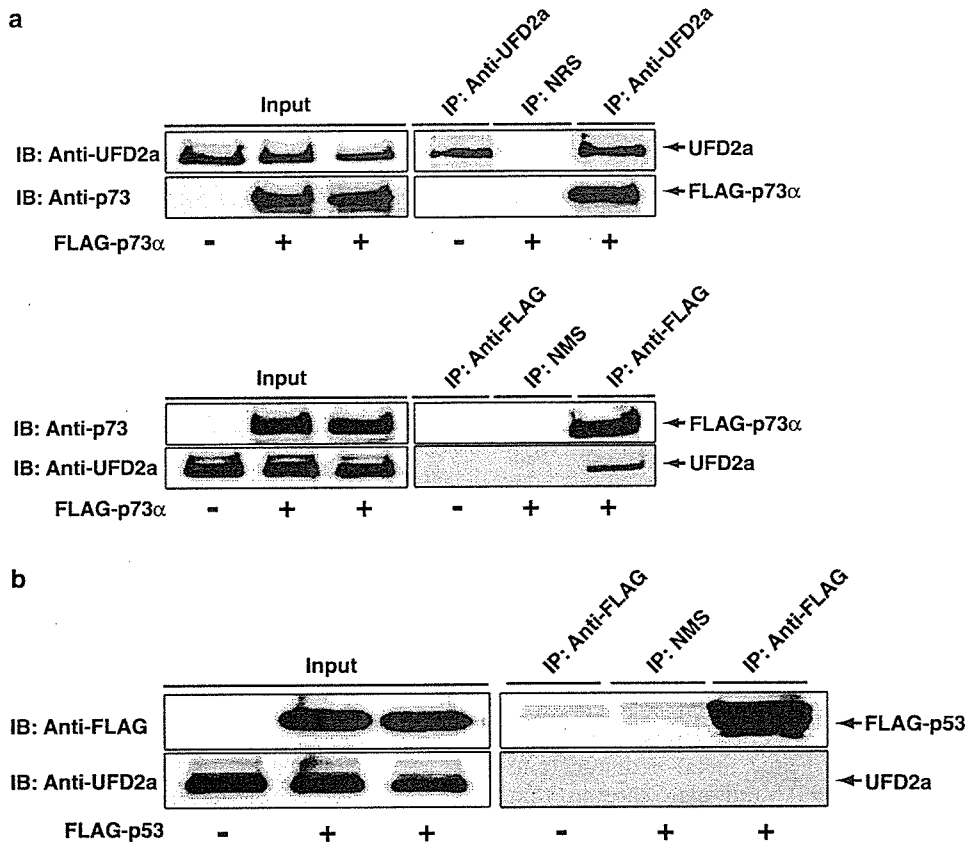 a
IP: Anti-UFD2a
IP: NRS
IP: Anti-UFD2a
Input
IB: Anti-UFD2a
UFD2a
IB: Anti-p73
FLAG-p73α
FLAG-p73α - + + - + +
IP: Anti-FLAG
IP: NMS
IP: Anti-FLAG
Input
IB: Anti-p73
FLAG-p73α
IB: Anti-UFD2a
UFD2a
FLAG-p73α - + + - + +
b
IP: Anti-FLAG
IP: NMS
IP: Anti-FLAG
Input
IB: Anti-FLAG
FLAG-p53
IB: Anti-UFD2a
UFD2a
FLAG-p53 - + + - + +